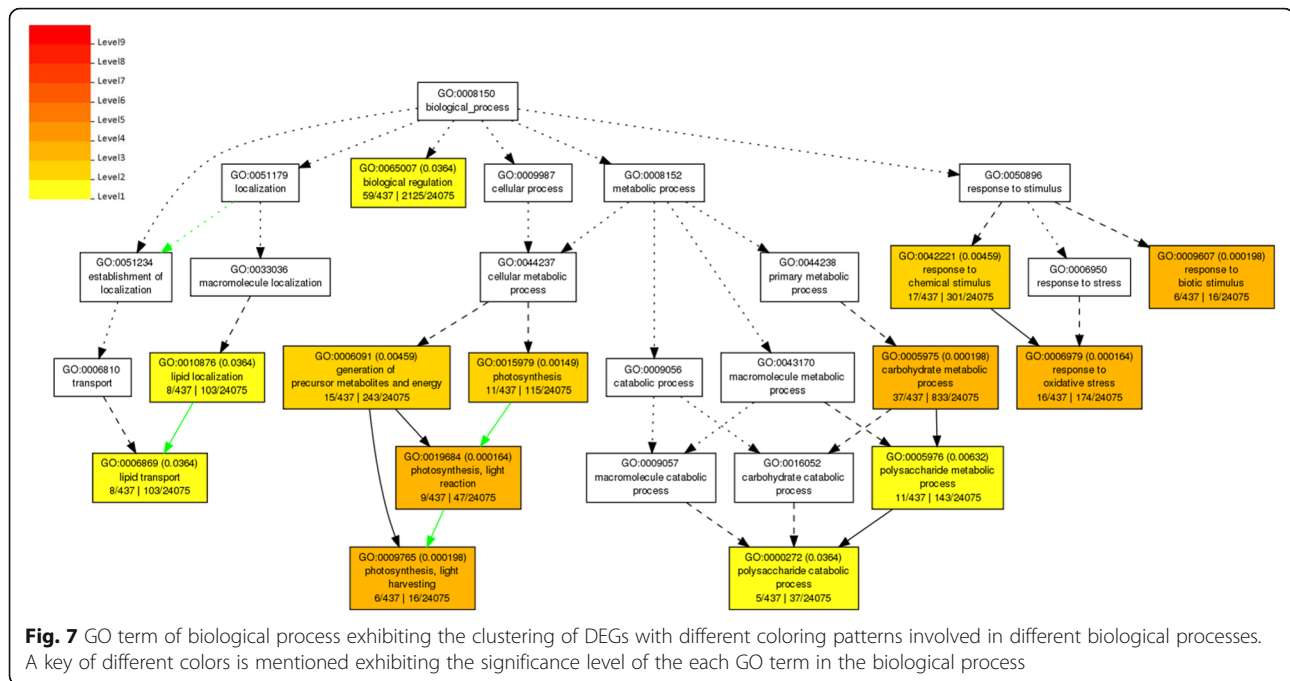 Level9
Level8
Level7
Level6
Level5
Level4
Level3
Level2
Level1
GO:0008150
biological_process
GO:0051179
localization
GO:0065007 (0.0364)
biological regulation
59/437 | 2125/24075
GO:0009987
cellular process
GO:0008152
metabolic process
GO:0050896
response to stimulus
GO:0051234
establishment of
localization
GO:0033036
macromolecule localization
GO:0044237
cellular metabolic
process
GO:0044238
primary metabolic
process
GO:0042221 (0.00459)
response to
chemical stimulus
17/437 | 301/24075
GO:0006950
response to stress
GO:0009607 (0.000198)
response to
biotic stimulus
6/437 | 16/24075
GO:0006810
transport
GO:0010876 (0.0364)
lipid localization
8/437 | 103/24075
GO:0006091 (0.00459)
generation of
precursor metabolites and energy
15/437 | 243/24075
GO:0015979 (0.00149)
photosynthesis
11/437 | 115/24075
GO:0009056
catabolic process
GO:0043170
macromolecule metabolic
process
GO:0005975 (0.000198)
carbohydrate metabolic
process
37/437 | 833/24075
GO:0006979 (0.000164)
response to
oxidative stress
16/437 | 174/24075
GO:0006869 (0.0364)
lipid transport
8/437 | 103/24075
GO:0019684 (0.000164)
photosynthesis, light
reaction
9/437 | 47/24075
GO:0009057
macromolecule catabolic
process
GO:0016052
carbohydrate catabolic
process
GO:0005976 (0.00632)
polysaccharide metabolic
process
11/437 | 143/24075
GO:0009765 (0.000198)
photosynthesis, light
harvesting
6/437 | 16/24075
GO:0000272 (0.0364)
polysaccharide catabolic
process
5/437 | 37/24075
Fig. 7 GO term of biological process exhibiting the clustering of DEGs with different coloring patterns involved in different biological processes.
A key of different colors is mentioned exhibiting the significance level of the each GO term in the biological process